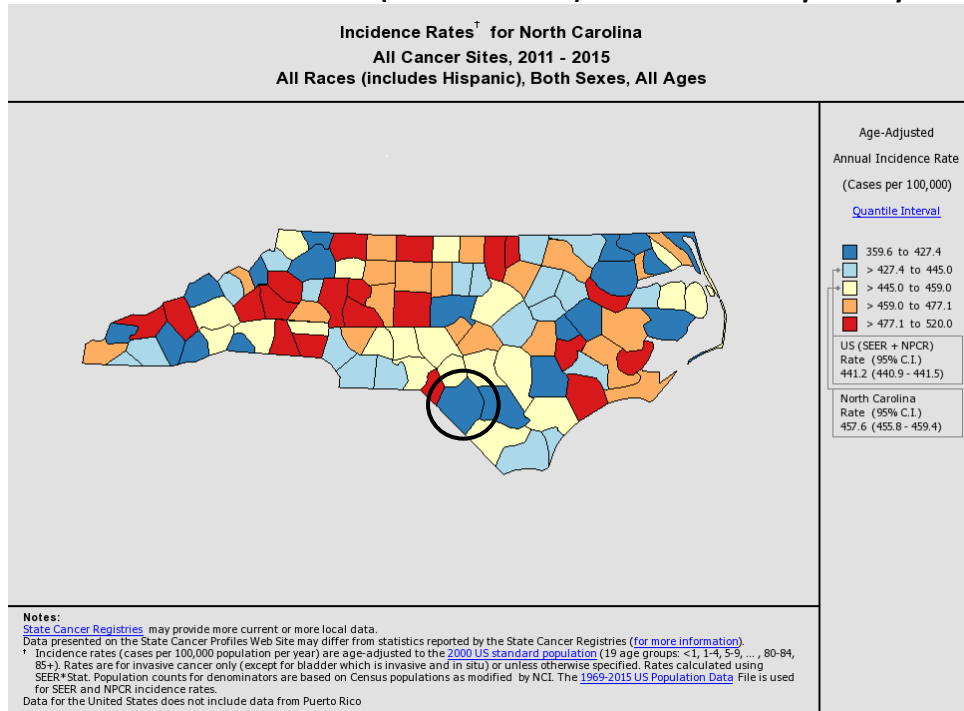 Incidence Rates† for North Carolina
All Cancer Sites, 2011 - 2015
All Races (includes Hispanic), Both Sexes, All Ages
Age-Adjusted
Annual Incidence Rate
(Cases per 100,000)
Quantile Interval
359.6 to 427.4
> 427.4 to 445.0
> 445.0 to 459.0
> 459.0 to 477.1
> 477.1 to 520.0
US (SEER + NPCR)
Rate (95% C.I.)
441.2 (440.9 - 441.5)
North Carolina
Rate (95% C.I.)
457.6 (455.8 - 459.4)
Notes:
State Cancer Registries may provide more current or more local data.
Data presented on the State Cancer Profiles Web Site may differ from statistics reported by the State Cancer Registries (for more information).
† Incidence rates (cases per 100,000 population per year) are age-adjusted to the 2000 US standard population (19 age groups: <1, 1-4, 5-9, ... , 80-84,
85+). Rates are for invasive cancer only (except for bladder which is invasive and in situ) or unless otherwise specified. Rates calculated using
SEER*Stat. Population counts for denominators are based on Census populations as modified by NCI. The 1969-2015 US Population Data File is used
for SEER and NPCR incidence rates.
Data for the United States does not include data from Puerto Rico